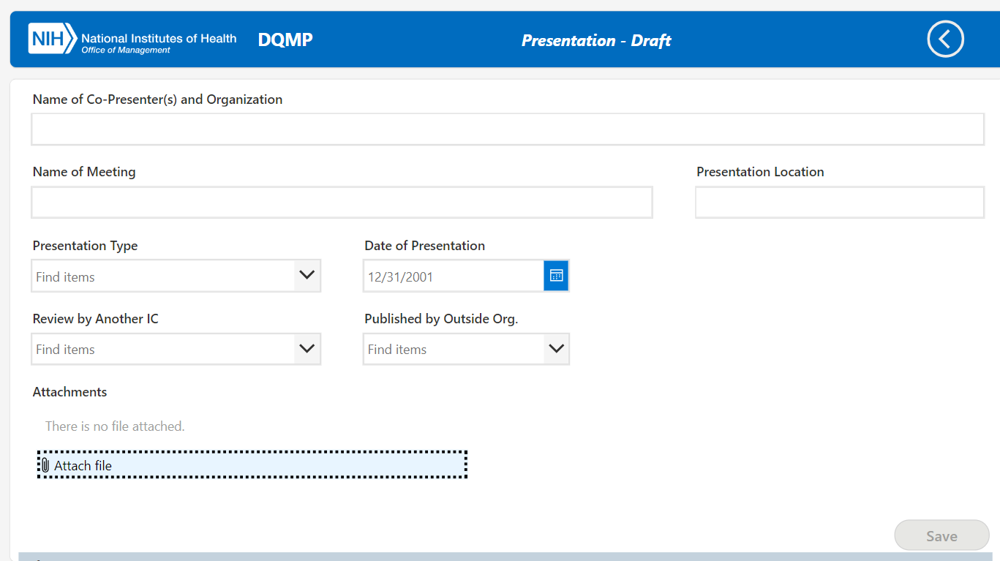 NIH National Institutes of Health
Office of Management
DQMP
Presentation - Draft
Name of Co-Presenter(s) and Organization
Name of Meeting
Presentation Location
Presentation Type
Date of Presentation
Find items
12/31/2001
Review by Another IC
Published by Outside Org.
Find items
Find items
Attachments
There is no file attached.
Attach file
Save